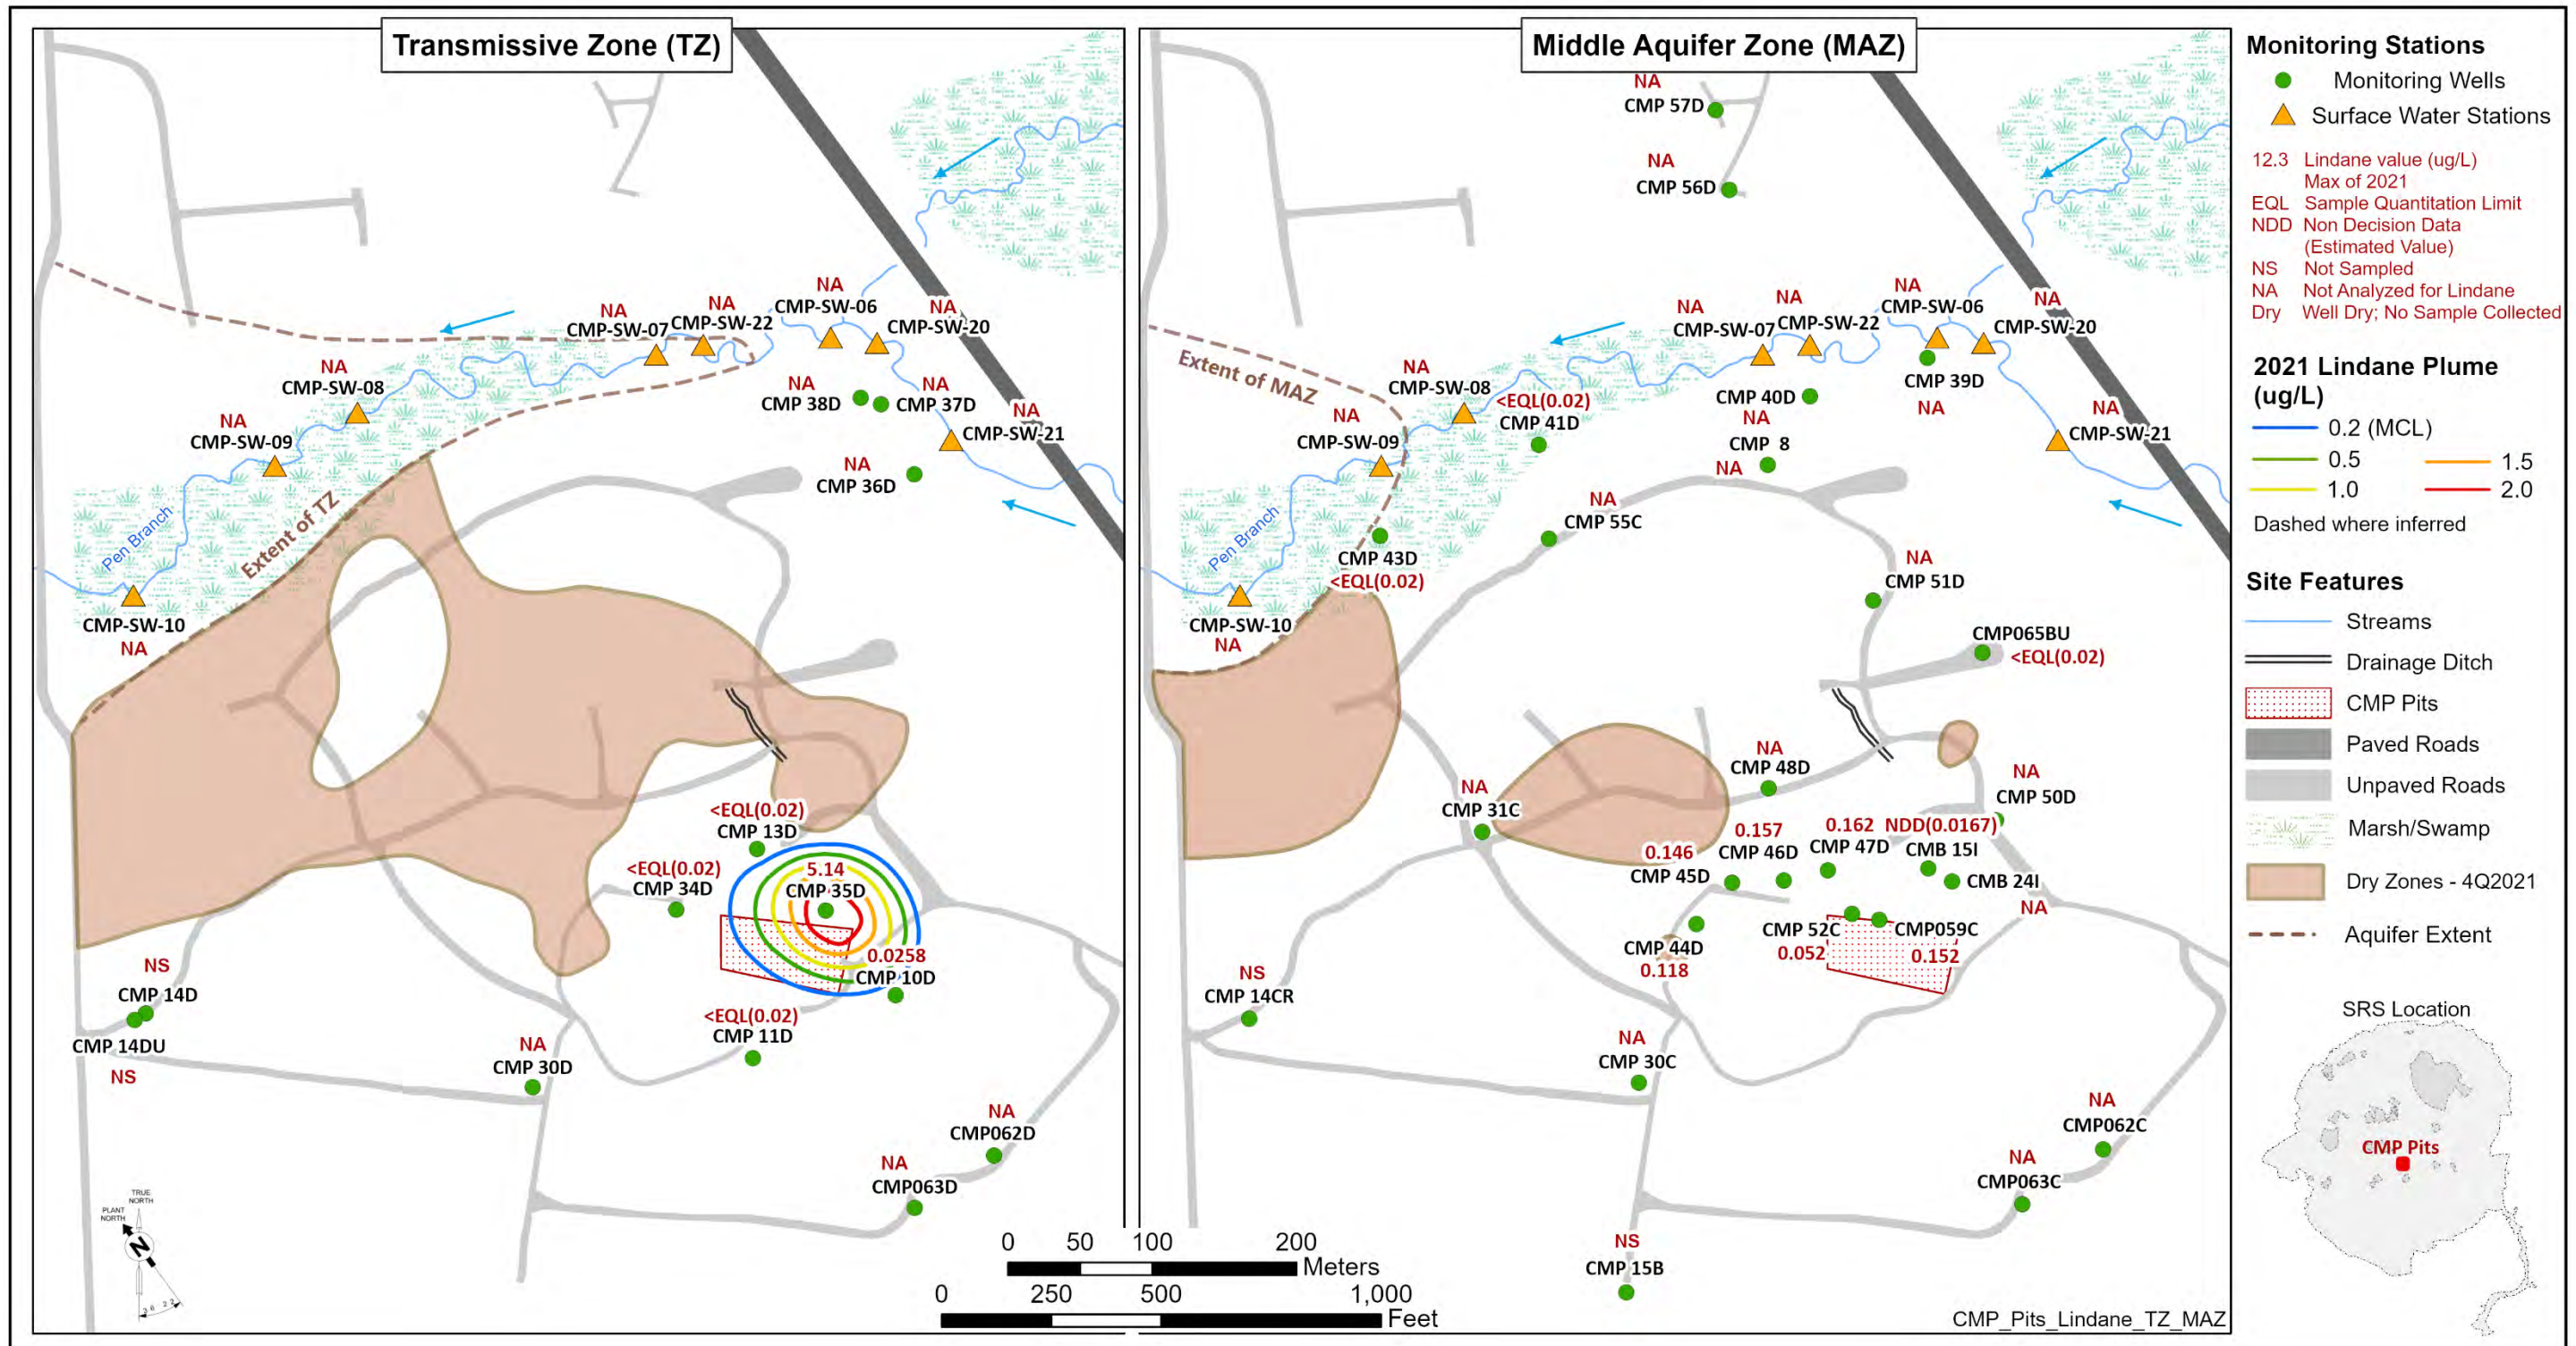 Transmissive Zone (TZ)
NA
CMP-SW-06
NA
CMP-SW-20
NA
CMP-SW-22
NA
CMP-SW-07
NA
CMP-SW-08
NA
CMP 38D
NA
CMP 37D
NA
CMP-SW-21
NA
CMP-SW-09
NA
CMP 36D
Pen Branch
Extent of TZ
CMP-SW-10
NA
<EQL(0.02)
CMP 13D
<EQL(0.02)
CMP 34D
5.14
CMP 35D
0.0258
CMP 10D
NS
CMP 14D
CMP 14DU
NS
<EQL(0.02)
CMP 11D
NA
CMP 30D
NA
CMP062D
NA
CMP063D
TRUE
NORTH
PLANT
NORTH
N
Middle Aquifer Zone (MAZ)
NA
CMP 57D
NA
CMP 56D
NA
CMP-SW-06
NA
CMP-SW-20
NA
CMP-SW-22
NA
CMP-SW-07
Extent of MAZ
NA
CMP-SW-08
<EQL(0.02)
CMP 41D
CMP 40D
NA
CMP 39D
NA
NA
CMP-SW-21
NA
CMP-SW-09
CMP 8
NA
NA
CMP 55C
Pen Branch
CMP 43D
<EQL(0.02)
NA
CMP 51D
CMP-SW-10
NA
CMP065BU
<EQL(0.02)
NA
CMP 48D
NA
CMP 31C
NA
CMP 50D
0.146
CMP 45D
0.157
CMP 46D
0.162
CMP 47D
NDD(0.0167)
CMB 15I
CMB 24I
NA
CMP 52C
0.052
CMP059C
0.152
CMP 44D
0.118
NS
CMP 14CR
NA
CMP 30C
NA
CMP062C
NA
CMP063C
NS
CMP 15B
0 50 100 200
Meters
0 250 500 1,000
Feet
CMP_Pits_Lindane_TZ_MAZ
Monitoring Stations
Monitoring Wells
Surface Water Stations
12.3 Lindane value (ug/L)
Max of 2021
EQL Sample Quantitation Limit
NDD Non Decision Data
(Estimated Value)
NS Not Sampled
NA Not Analyzed for Lindane
Dry Well Dry; No Sample Collected
2021 Lindane Plume
(ug/L)
0.2 (MCL)
0.5 1.5
1.0 2.0
Dashed where inferred
Site Features
Streams
Drainage Ditch
CMP Pits
Paved Roads
Unpaved Roads
Marsh/Swamp
Dry Zones - 4Q2021
Aquifer Extent
SRS Location
CMP Pits